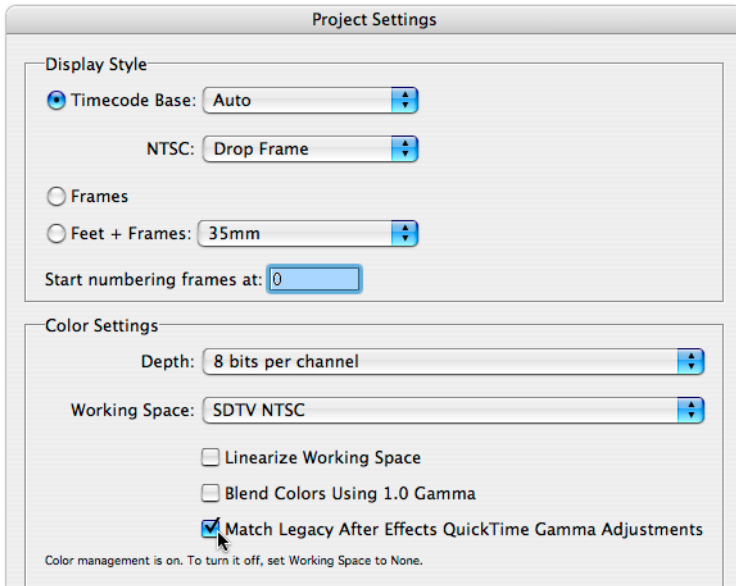 Project Settings
Display Style
Timecode Base: Auto
NTSC: Drop Frame
Frames
Feet + Frames: 35mm
Start numbering frames at: 0
Color Settings
Depth: 8 bits per channel
Working Space: SDTV NTSC
Linearize Working Space
Blend Colors Using 1.0 Gamma
Match Legacy After Effects QuickTime Gamma Adjustments
Color management is on. To turn it off, set Working Space to None.